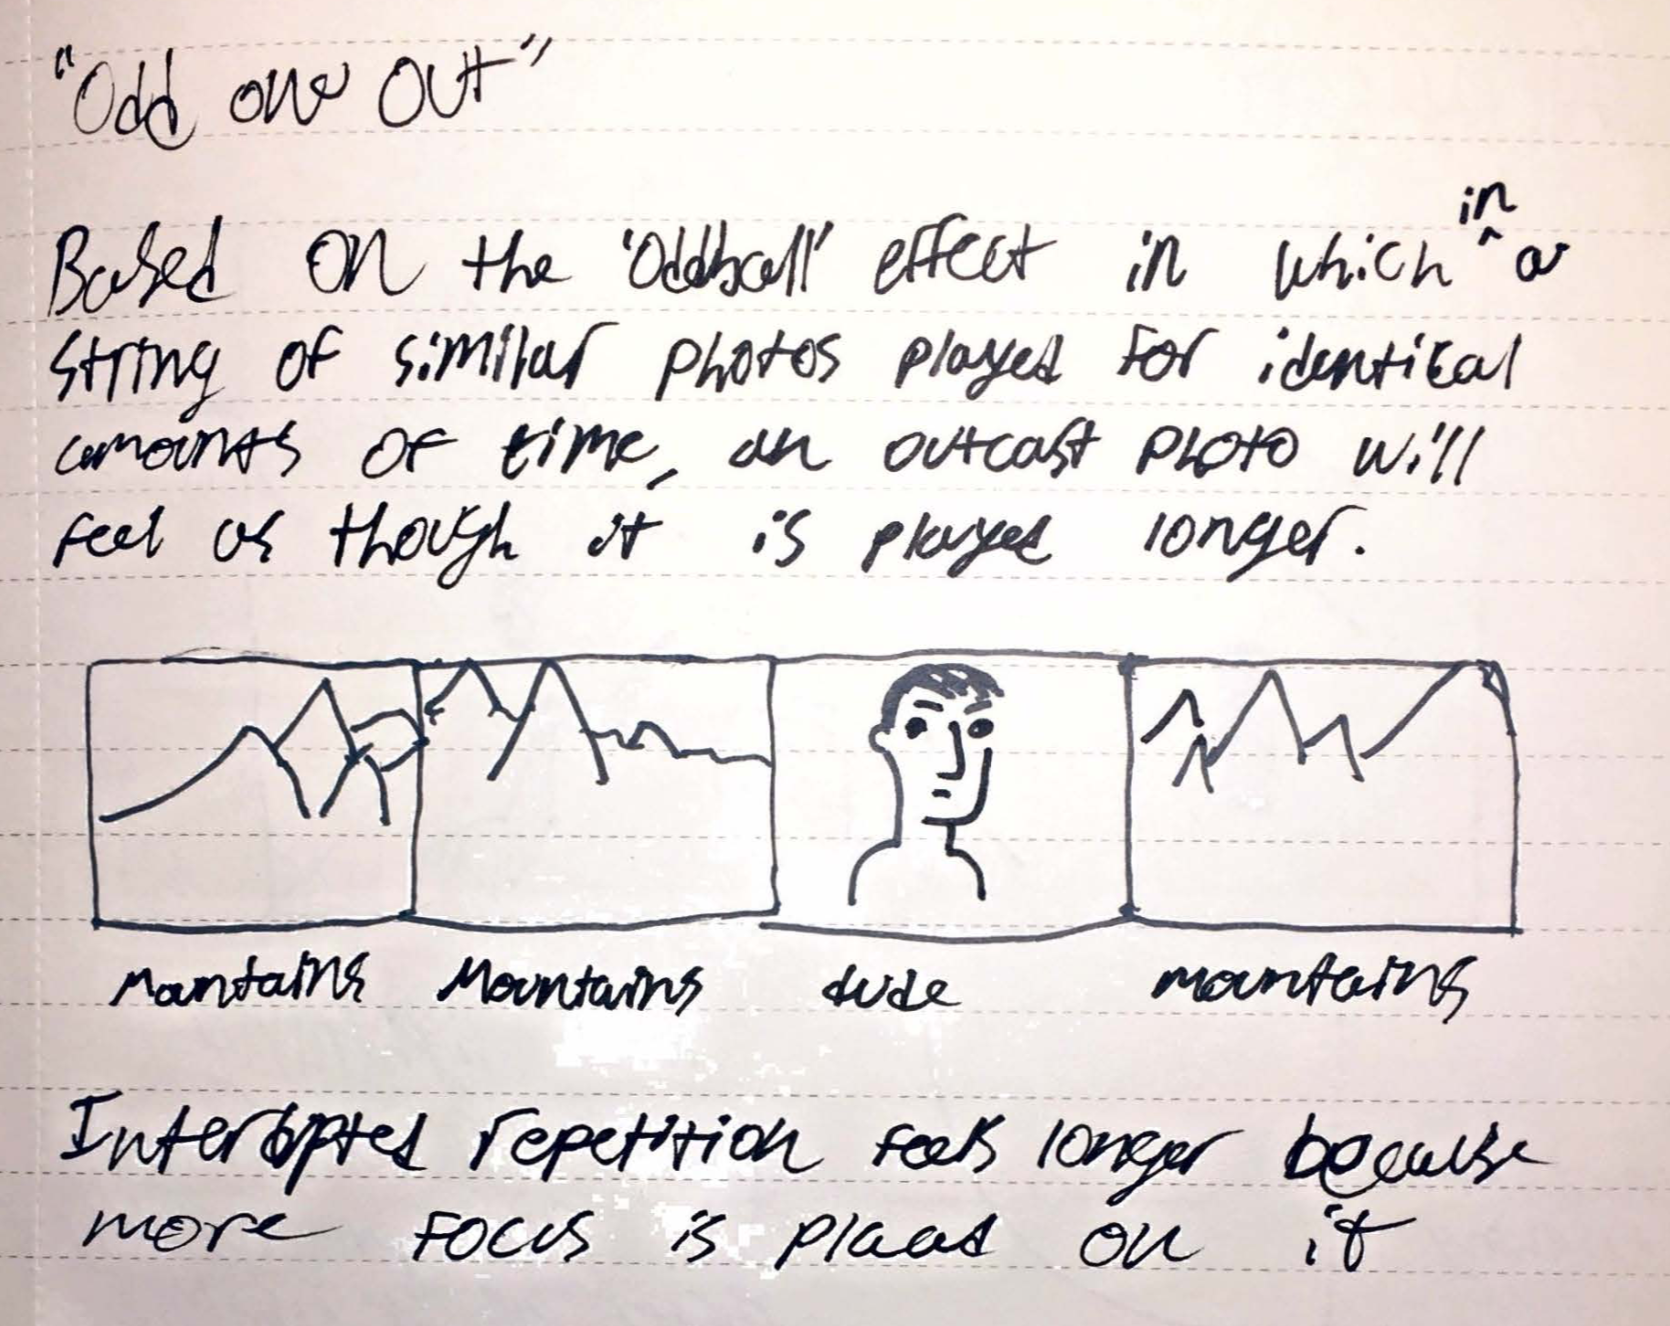 "Odd one out"
in
Based on the 'Oddball' effect in which ^ a
string of similar photos played for identical
amounts of time, an outcast photo will
feel as though it is played longer.
Mountains Mountains dude mountains
Interupted repetition feels longer because
more focus is placed on it